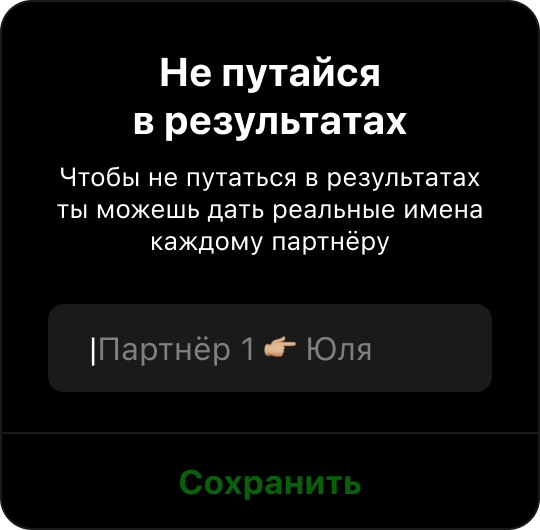 Не путайся
в результатах
Чтобы не путаться в результатах
ты можешь дать реальные имена
каждому партнёру
Партнёр 1 👉🏼 Юля
Сохранить